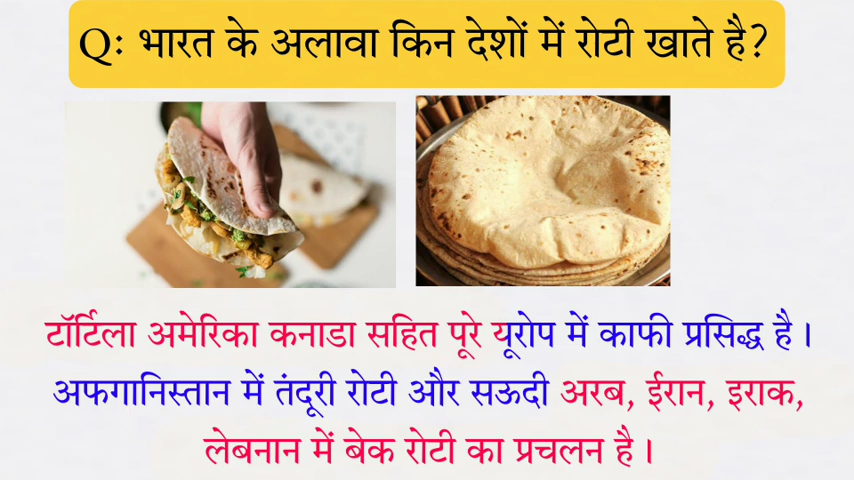 Q: भारत के अलावा किन देशों में रोटी खाते है?
टॉर्टिला अमेरिका कनाडा सहित पूरे यूरोप में काफी प्रसिद्ध है।
अफगानिस्तान में तंदूरी रोटी और सऊदी अरब, ईरान, इराक,
लेबनान में बेक रोटी का प्रचलन है।